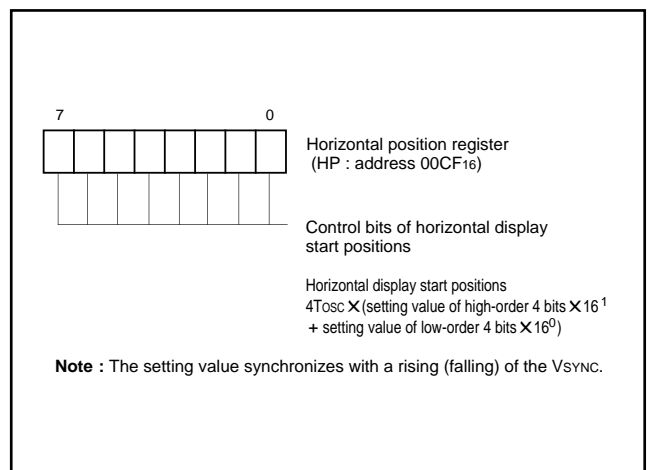 7 0
Horizontal position register
(HP : address 00CF16)
Control bits of horizontal display
start positions
Horizontal display start positions
4TOSC ✕ (setting value of high-order 4 bits ✕ 16¹
+ setting value of low-order 4 bits ✕ 16⁰)
Note : The setting value synchronizes with a rising (falling) of the VSYNC.